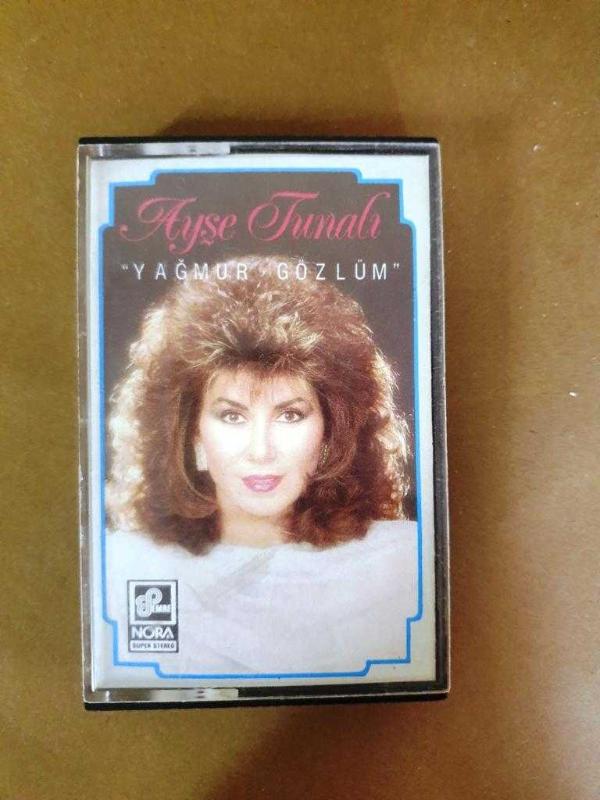 Ayşe Tunalı
"YAĞMUR GÖZLÜM"
EMRE
NORA
SUPER STEREO